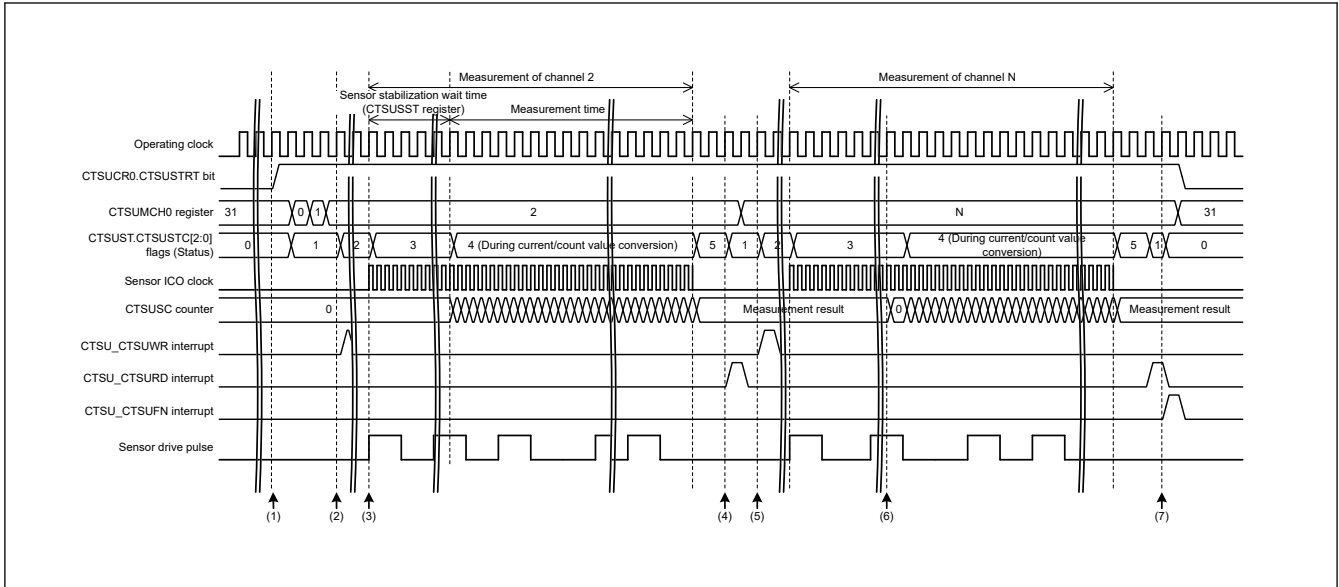 Measurement of channel 2
Measurement of channel N
Sensor stabilization wait time
(CTSUSST register)
Measurement time
Operating clock
CTSUCR0.CTSUSTRT bit
CTSUMCH0 register
31
0
1
2
N
31
CTSUST.CTSUSTC[2:0]
flags (Status)
0
1
2
3
4 (During current/count value conversion)
5
1
2
3
4 (During current/count value
conversion)
5
1
0
Sensor ICO clock
CTSUSC counter
0
Measurement result
0
Measurement result
CTSU_CTSUWR interrupt
CTSU_CTSURD interrupt
CTSU_CTSUFN interrupt
Sensor drive pulse
(1)
(2)
(3)
(4)
(5)
(6)
(7)